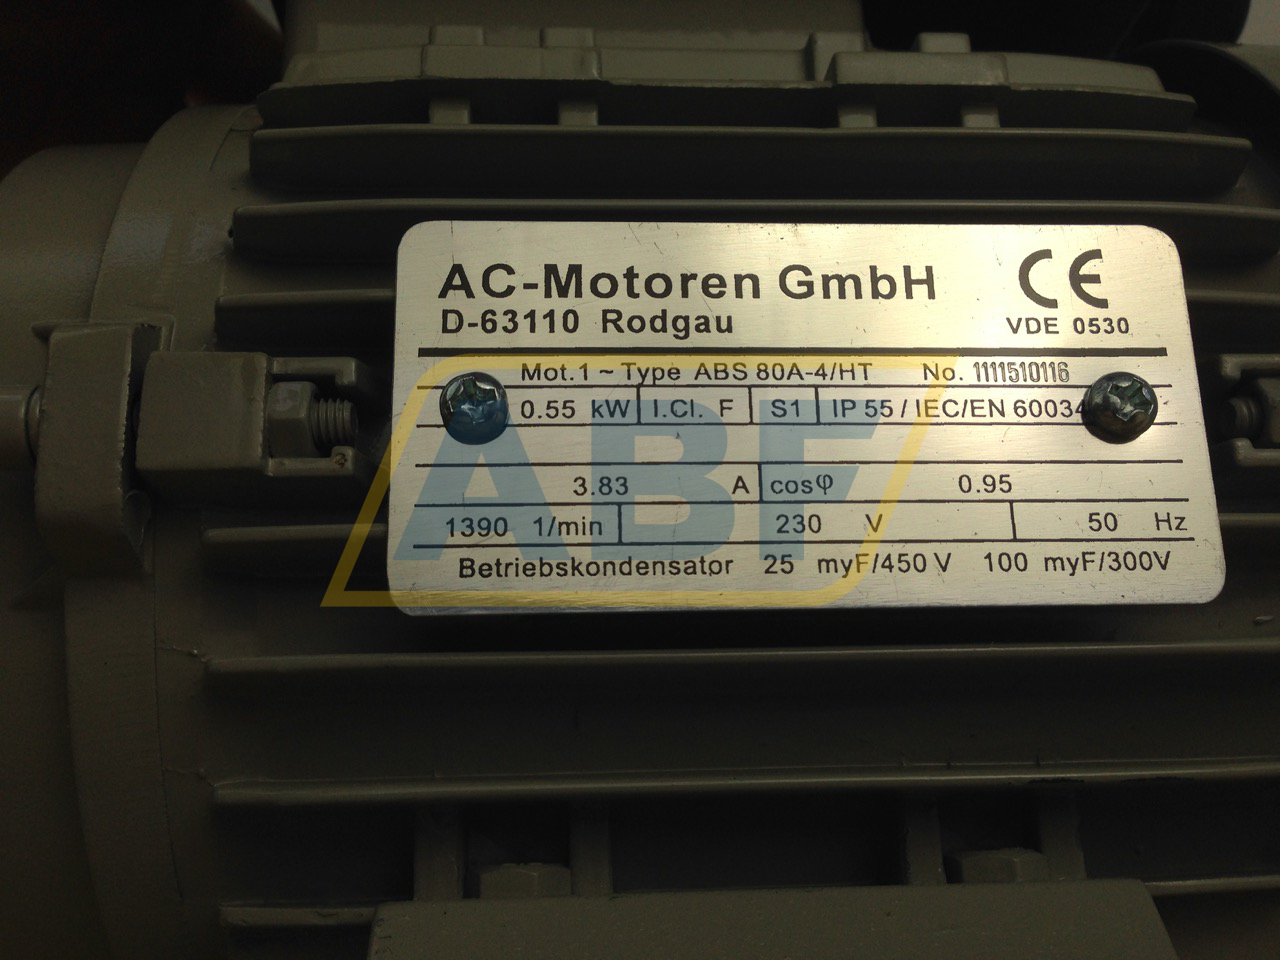 AC-Motoren GmbH CE
D-63110 Rodgau VDE 0530
Mot.1 ~ Type ABS 80A-4/HT No. 1111510116
0.55 kW I.Cl. F S1 IP 55 / IEC/EN 60034
3.83 A cosφ 0.95
1390 1/min 230 V 50 Hz
Betriebskondensator 25 myF/450 V 100 myF/300V
ABF